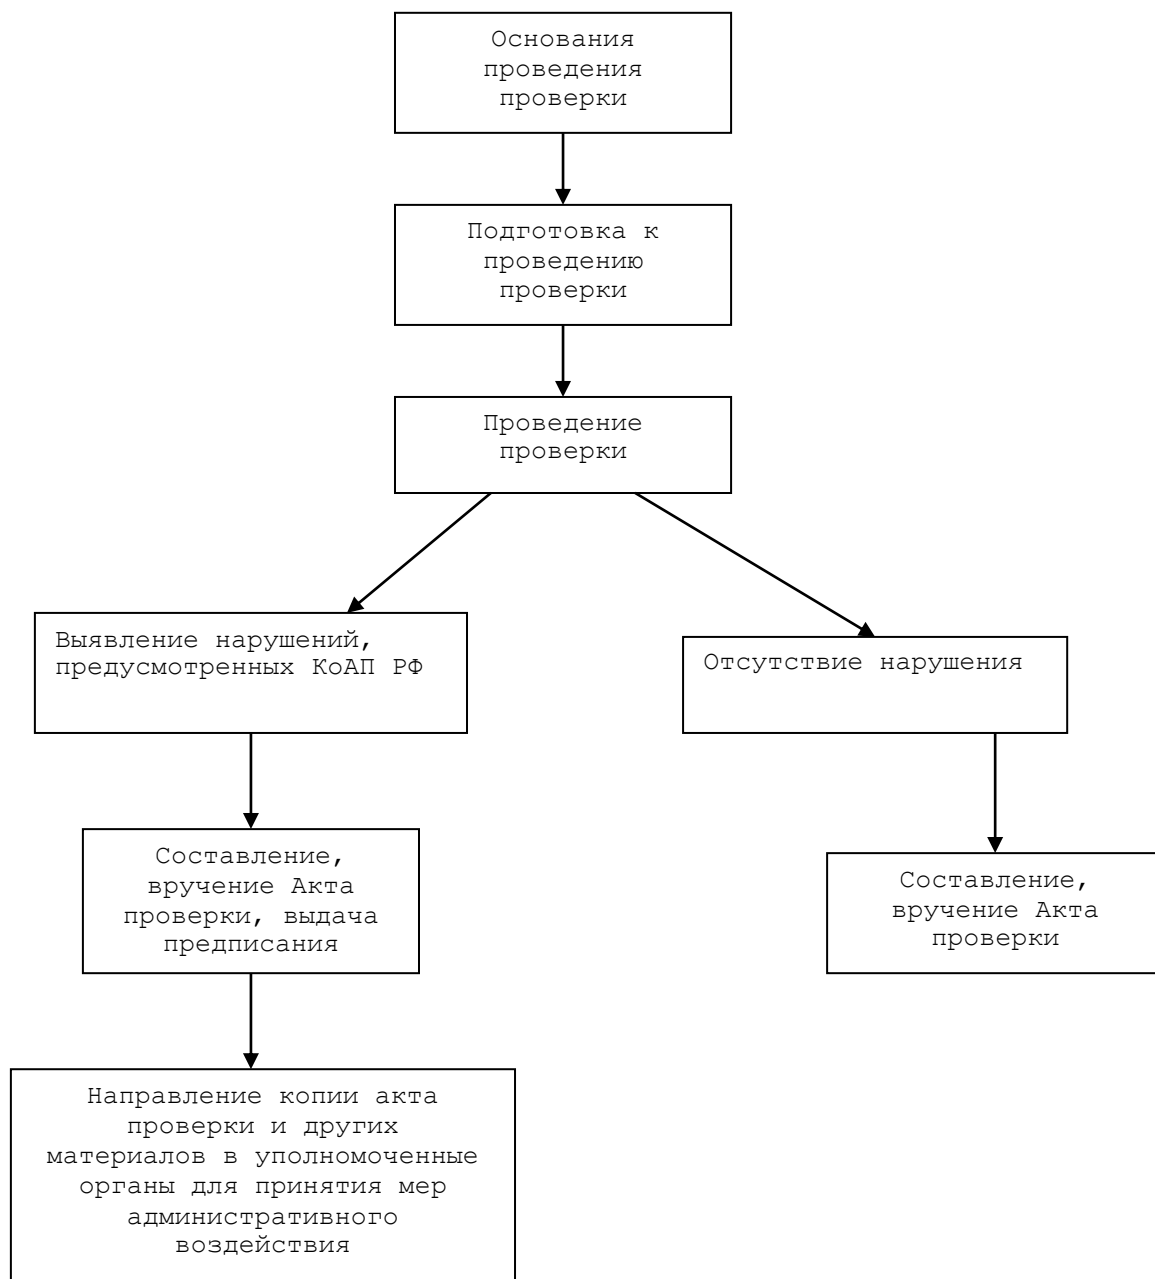 Основания
проведения
проверки
Подготовка к
проведению
проверки
Проведение
проверки
Выявление нарушений,
предусмотренных КоАП РФ
Отсутствие нарушения
Составление,
вручение Акта
проверки, выдача
предписания
Составление,
вручение Акта
проверки
Направление копии акта
проверки и других
материалов в уполномоченные
органы для принятия мер
административного
воздействия